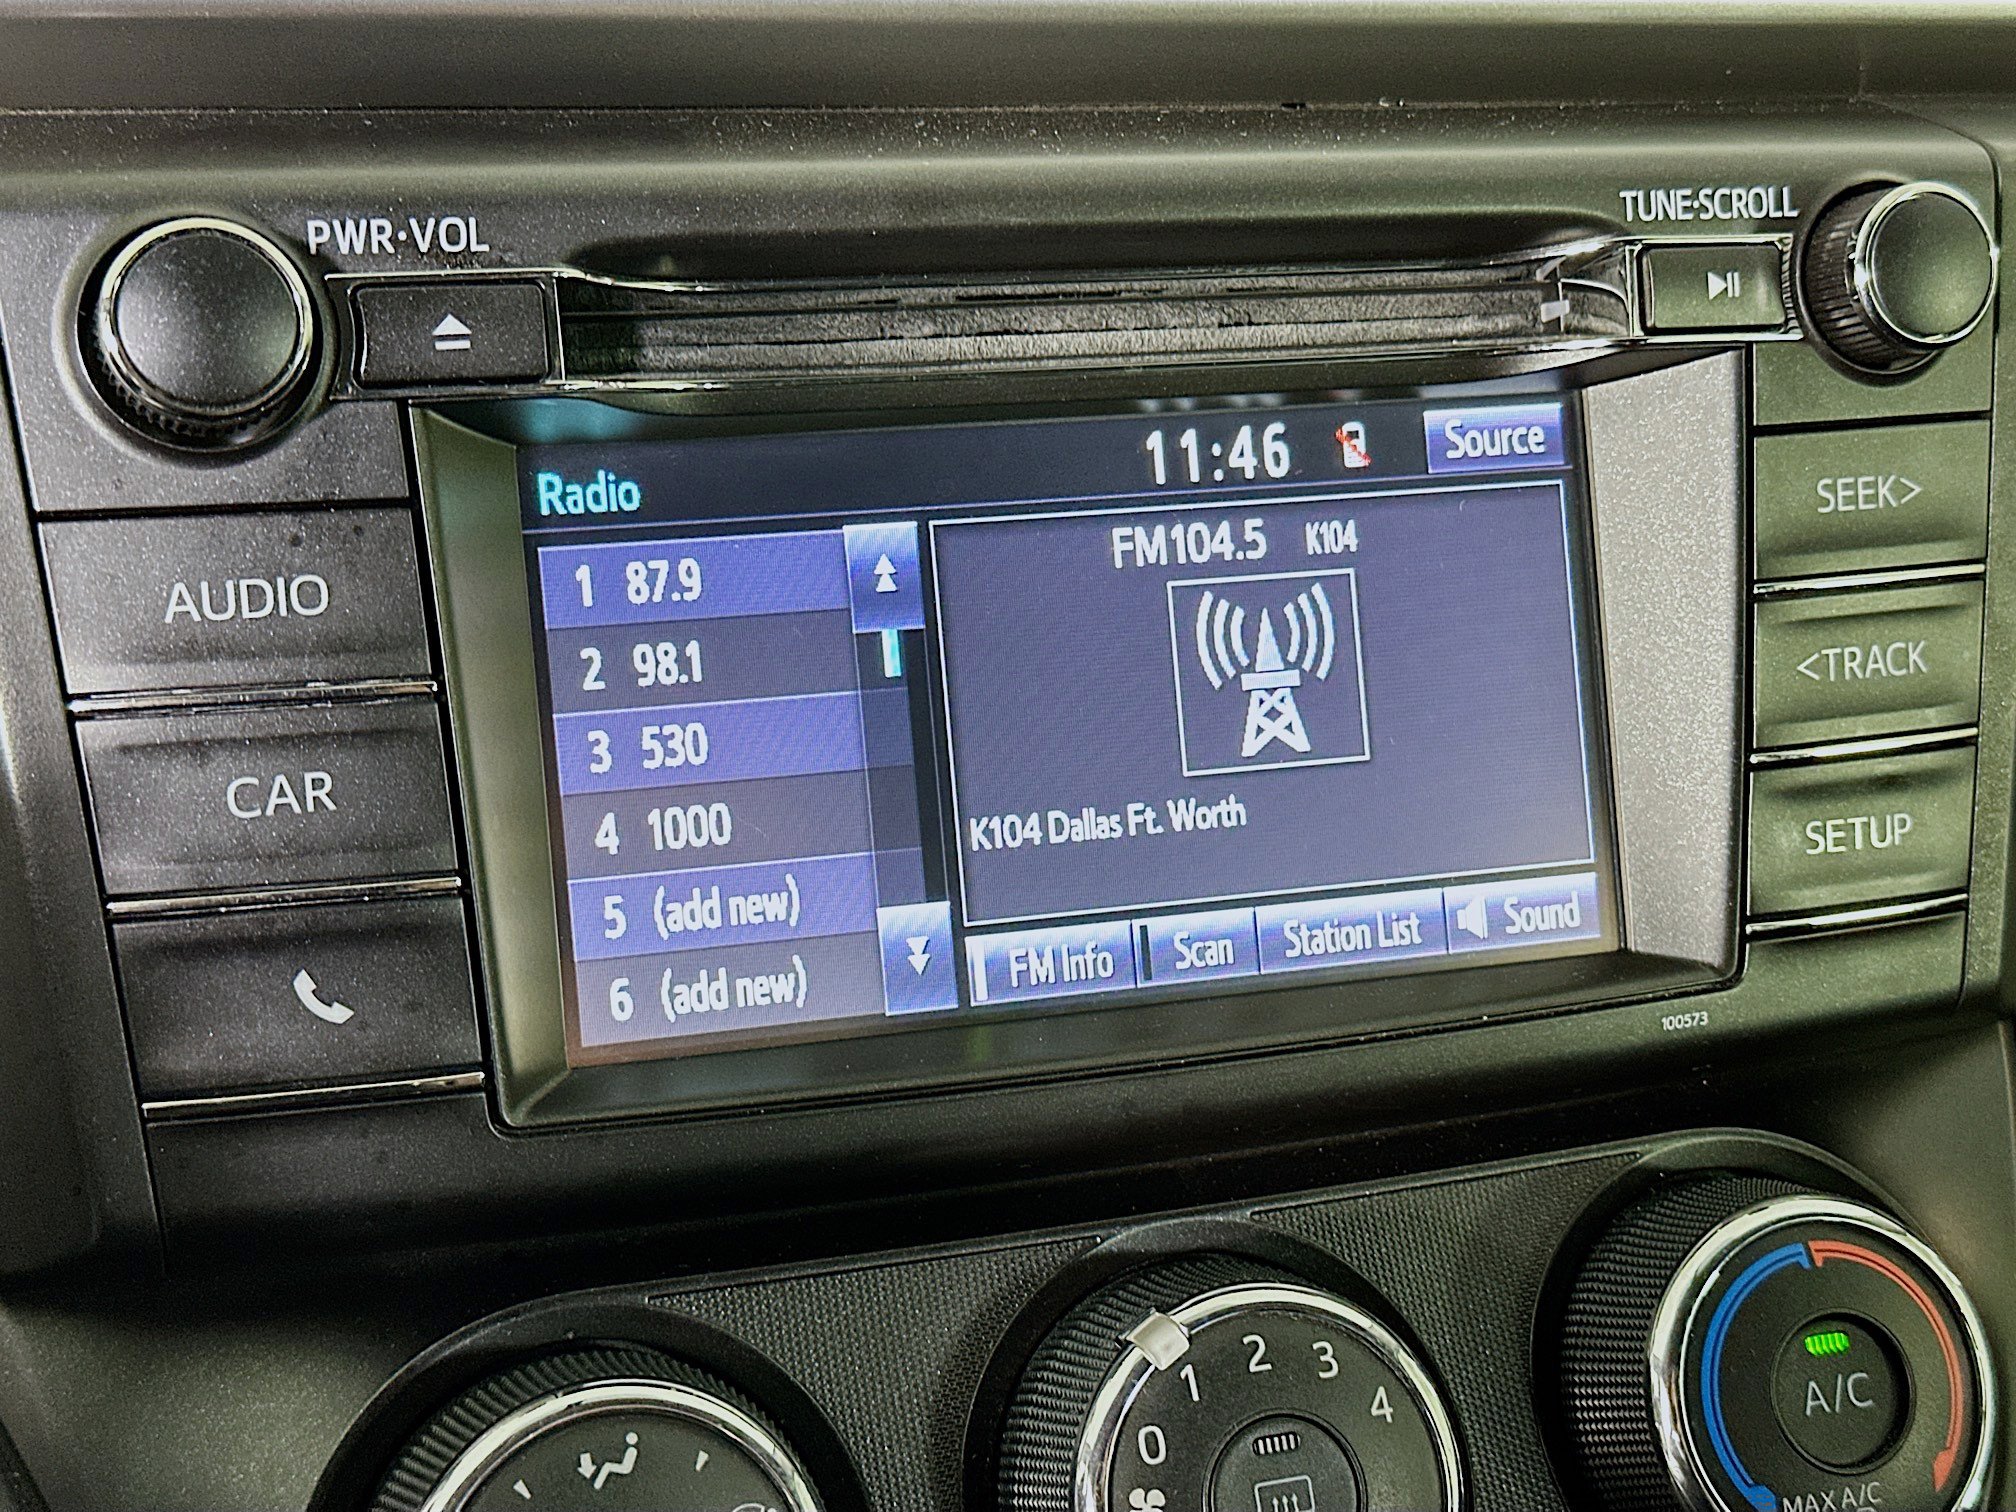 PWR·VOL
TUNE·SCROLL
AUDIO
CAR
SEEK>
<TRACK
SETUP
100573
11:46
Source
Radio
1 87.9
2 98.1
3 530
4 1000
5 (add new)
6 (add new)
FM104.5 K104
K104 Dallas Ft. Worth
FM Info
Scan
Station List
Sound
0 1 2 3 4
A/C
MAX A/C